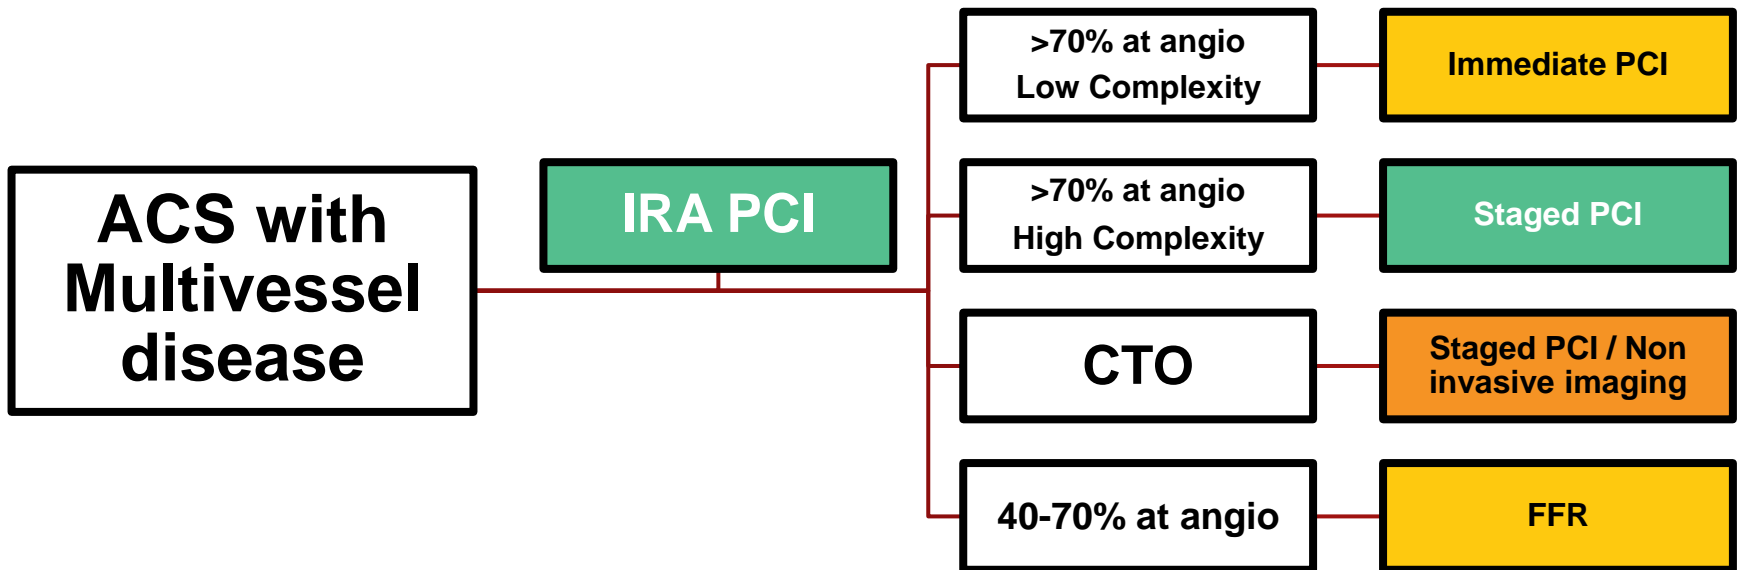 ACS with
Multivessel
disease
IRA PCI
>70% at angio
Low Complexity
Immediate PCI
>70% at angio
High Complexity
Staged PCI
CTO
Staged PCI / Non
invasive imaging
40-70% at angio
FFR